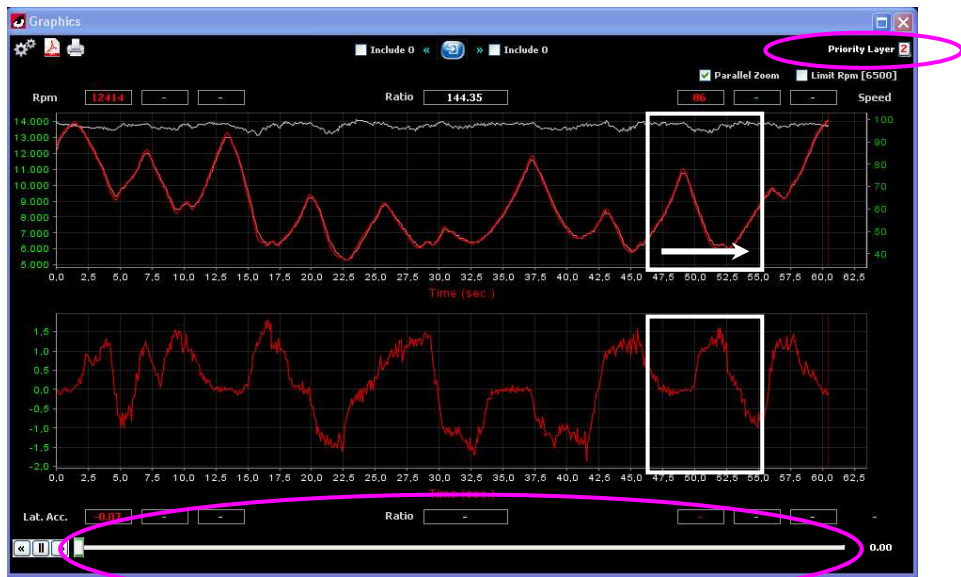 Graphics
Include 0 « » Include 0 Priority Layer 2
Parallel Zoom Limit Rpm [6500]
Rpm 12414 - - Ratio 144.35 86 - - Speed
14.000 100
13.000
12.000 90
11.000 80
10.000 70
9.000
8.000 60
7.000 50
6.000 40
5.000
0,0 2,5 5,0 7,5 10,0 12,5 15,0 17,5 20,0 22,5 25,0 27,5 30,0 32,5 35,0 37,5 40,0 42,5 45,0 47,5 50,0 52,5 55,0 57,5 60,0 62,5
Time (sec.)
1,5
1,0
0,5
0,0
-0,5
-1,0
-1,5
-2,0
0,0 2,5 5,0 7,5 10,0 12,5 15,0 17,5 20,0 22,5 25,0 27,5 30,0 32,5 35,0 37,5 40,0 42,5 45,0 47,5 50,0 52,5 55,0 57,5 60,0 62,5
Time (sec.)
Lat. Acc. -0.07 - - Ratio - - - - -
« 0.00